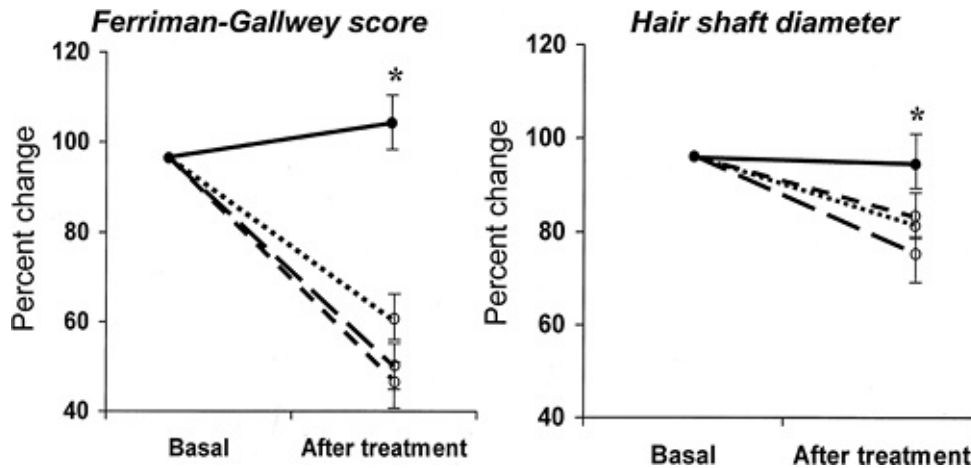 Ferriman-Gallwey score
Percent change
120
100
80
60
40
*
Basal After treatment
Hair shaft diameter
Percent change
120
100
80
60
40
*
Basal After treatment